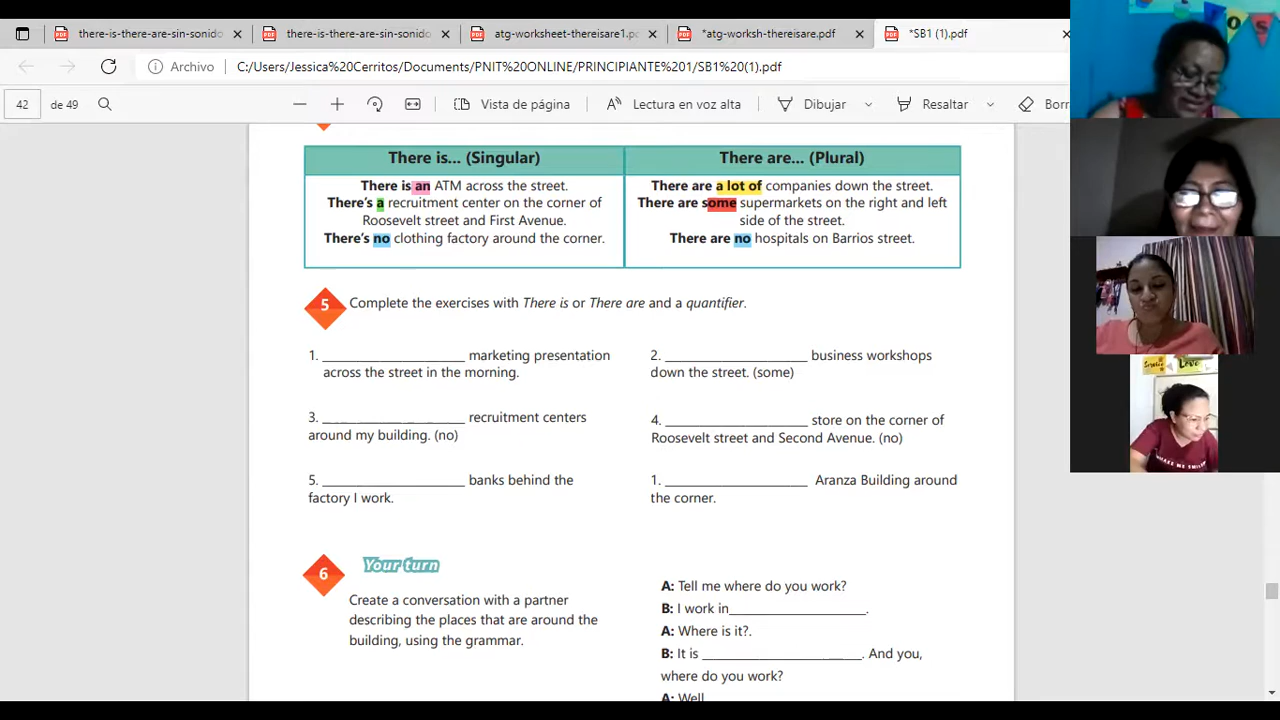 there-is-there-are-sin-sonido
there-is-there-are-sin-sonido
atg-worksheet-thereisare1.pd
*atg-worksh-thereisare.pdf
*SB1 (1).pdf
Archivo C:/Users/Jessica%20Cerritos/Documents/PNIT%20ONLINE/PRINCIPIANTE%201/SB1%20(1).pdf
42 de 49 Vista de página Lectura en voz alta Dibujar Resaltar Borr
There is... (Singular)
There is an ATM across the street.
There's a recruitment center on the corner of
Roosevelt street and First Avenue.
There's no clothing factory around the corner.
There are... (Plural)
There are a lot of companies down the street.
There are some supermarkets on the right and left
side of the street.
There are no hospitals on Barrios street.
5 Complete the exercises with There is or There are and a quantifier.
1. ____________________ marketing presentation
across the street in the morning.
2. ____________________ business workshops
down the street. (some)
3. ____________________ recruitment centers
around my building. (no)
4. ____________________ store on the corner of
Roosevelt street and Second Avenue. (no)
5. ____________________ banks behind the
factory I work.
1. ____________________ Aranza Building around
the corner.
6 Your turn
Create a conversation with a partner
describing the places that are around the
building, using the grammar.
A: Tell me where do you work?
B: I work in___________________.
A: Where is it?.
B: It is ______________________. And you,
where do you work?
A: Well
OS
Love